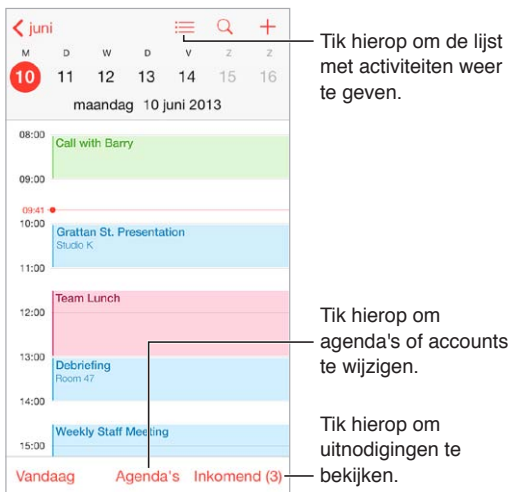 juni
M D W D V Z Z
10 11 12 13 14 15 16
maandag 10 juni 2013
08:00
Call with Barry
09:00
09:41
10:00
Grattan St. Presentation
Studio K
11:00
Team Lunch
12:00
13:00
Debriefing
Room 47
14:00
Weekly Staff Meeting
15:00
Vandaag Agenda's Inkomend (3)
Tik hierop om de lijst
met activiteiten weer
te geven.
Tik hierop om
agenda's of accounts
te wijzigen.
Tik hierop om
uitnodigingen te
bekijken.